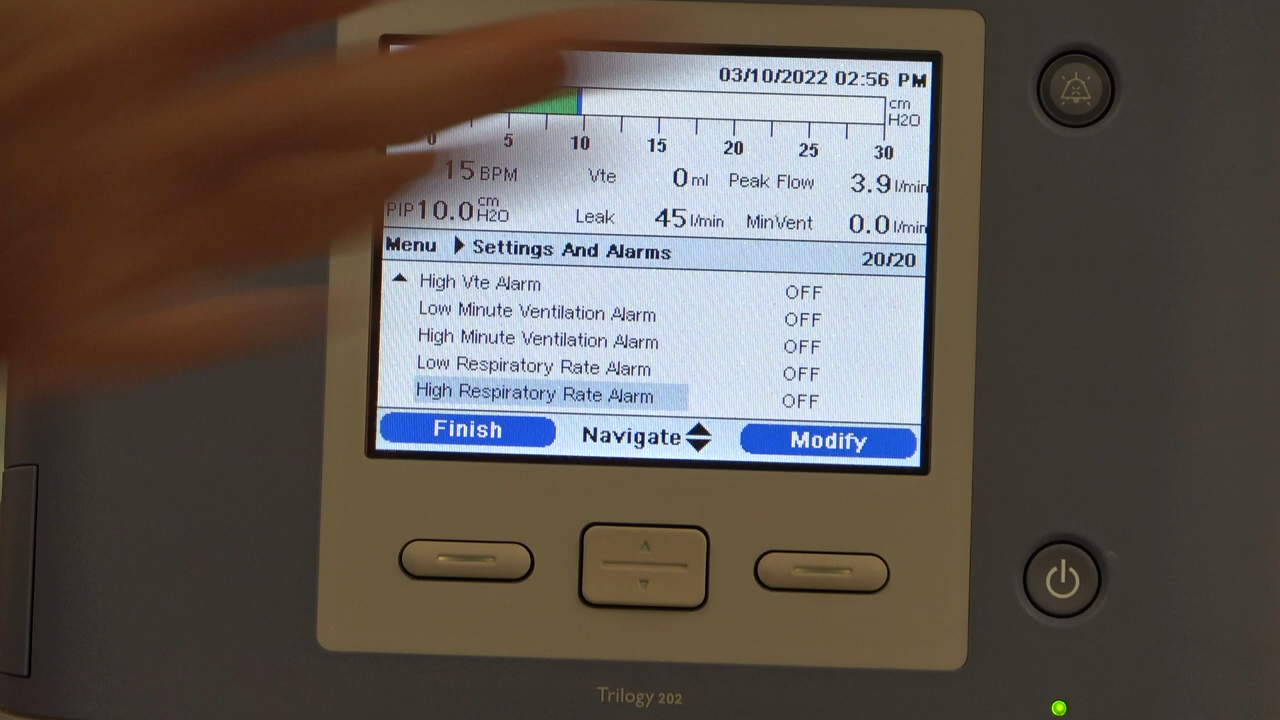 03/10/2022 02:56 PM
cm H2O
0 5 10 15 20 25 30
15 BPM Vte 0 ml Peak Flow 3.9 l/min
PIP 10.0 cm H2O Leak 45 l/min MinVent 0.0 l/min
Menu Settings And Alarms 20/20
High Vte Alarm OFF
Low Minute Ventilation Alarm OFF
High Minute Ventilation Alarm OFF
Low Respiratory Rate Alarm OFF
High Respiratory Rate Alarm OFF
Finish Navigate Modify
Trilogy 202